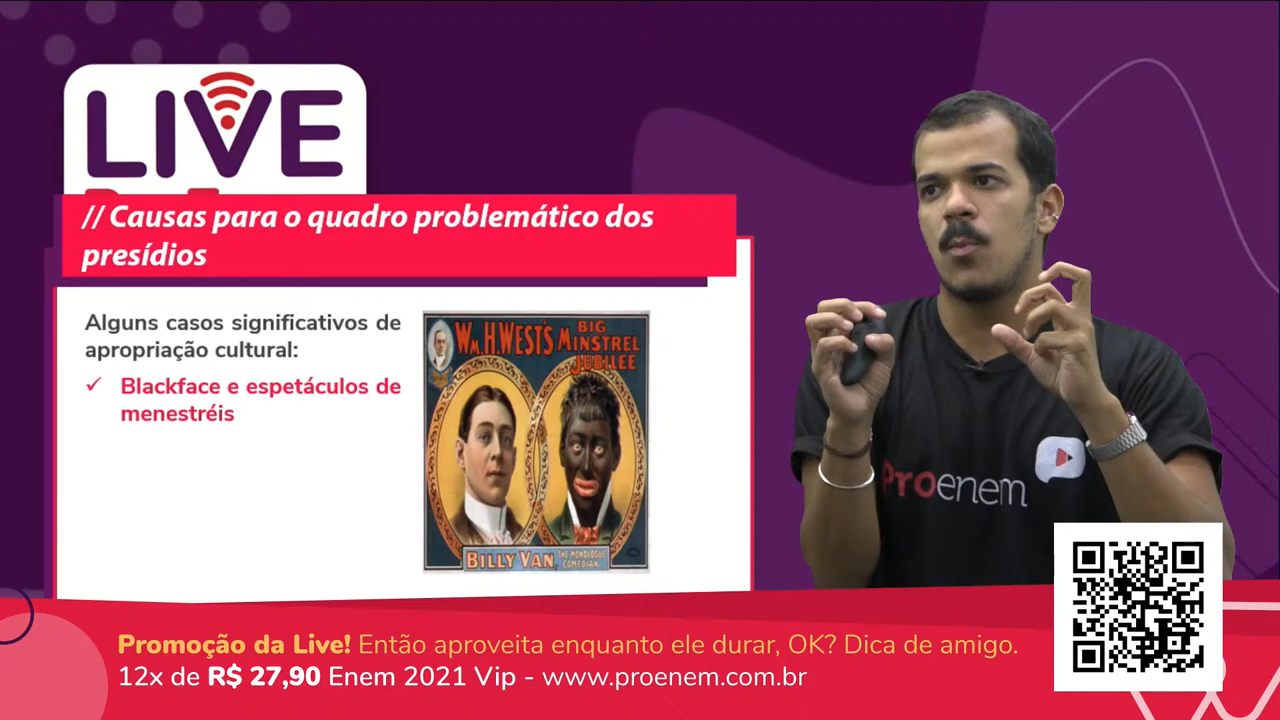 LIVE
// Causas para o quadro problemático dos
presídios
Alguns casos significativos de
apropriação cultural:
✓ Blackface e espetáculos de
menestréis
WM. H. WEST'S BIG
MINSTREL
JUBILEE
BILLY VAN, THE MONOLOGUE
COMEDIAN.
Proenem
Promoção da Live! Então aproveita enquanto ele durar, OK? Dica de amigo.
12x de R$ 27,90 Enem 2021 Vip - www.proenem.com.br